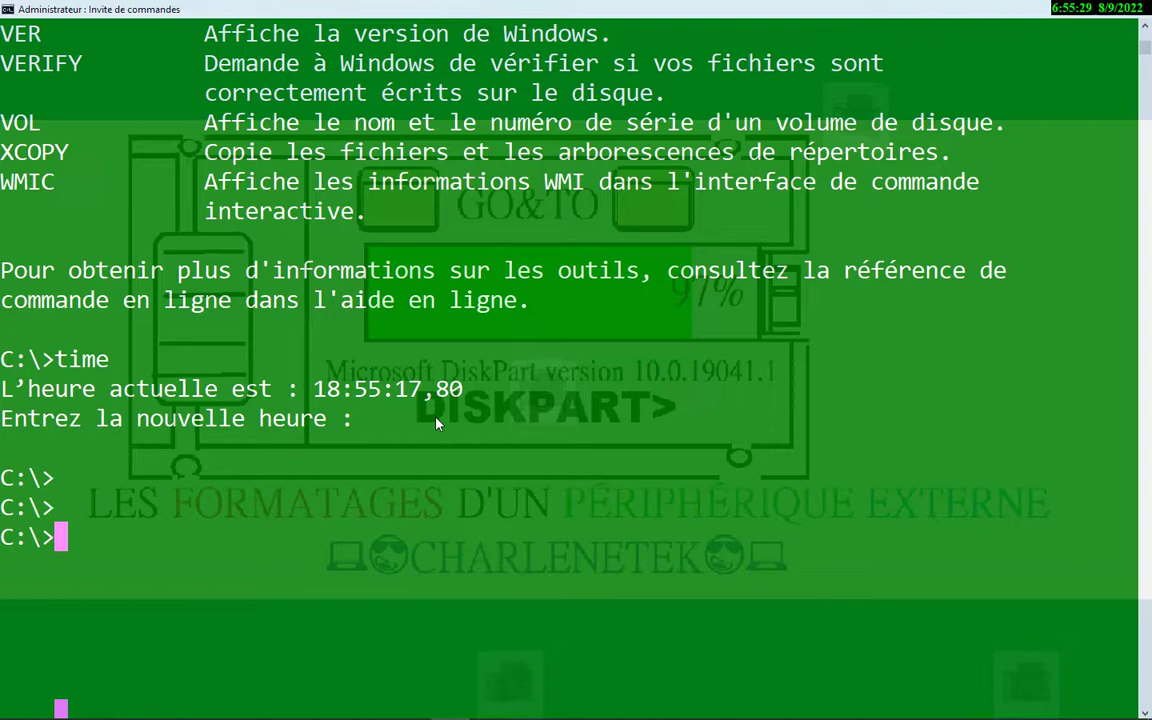 Administrateur : Invite de commandes
6:55:29 8/9/2022
VER Affiche la version de Windows.
VERIFY Demande à Windows de vérifier si vos fichiers sont
correctement écrits sur le disque.
VOL Affiche le nom et le numéro de série d'un volume de disque.
XCOPY Copie les fichiers et les arborescences de répertoires.
WMIC Affiche les informations WMI dans l'interface de commande
interactive.
GO&TO
Pour obtenir plus d'informations sur les outils, consultez la référence de
commande en ligne dans l'aide en ligne.
97%
C:\>time
Microsoft DiskPart version 10.0.19041.1
L’heure actuelle est : 18:55:17,80
DISKPART>
Entrez la nouvelle heure :
C:\>
C:\>
LES FORMATAGES D'UN PÉRIPHÉRIQUE EXTERNE
C:\>
💻😎CHARLENETEK😎💻